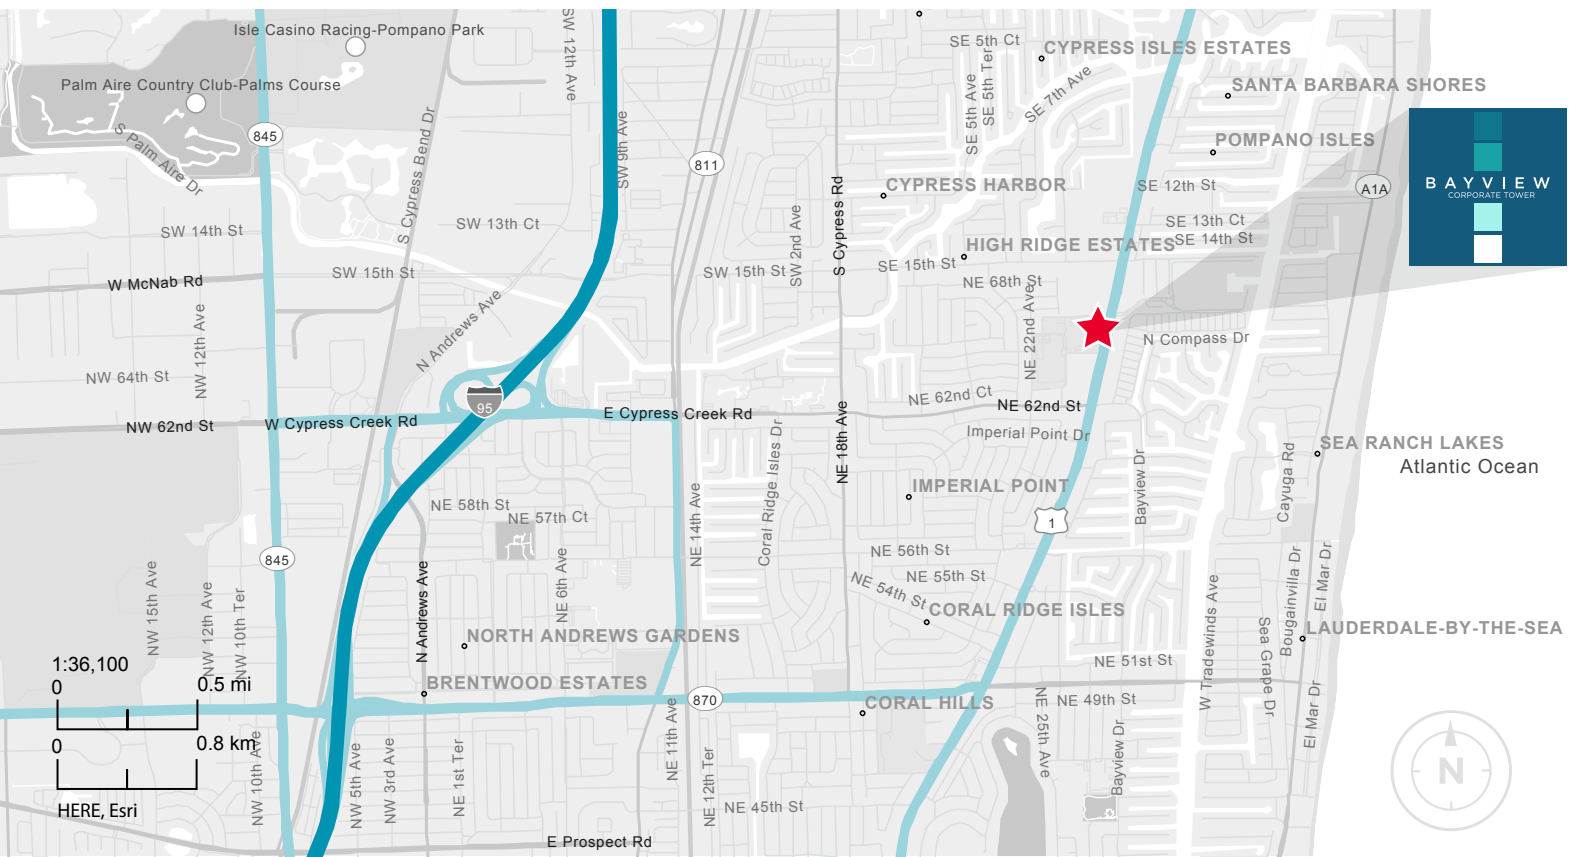 Isle Casino Racing-Pompano Park
Palm Aire Country Club-Palms Course
845
S Palm Aire Dr
S Cypress Bend Dr
SW 12th Ave
SW 9th Ave
811
SE 5th Ct
CYPRESS ISLES ESTATES
SE 5th Ave
SE 5th Ter
SE 7th Ave
SANTA BARBARA SHORES
POMPANO ISLES
BAYVIEW
CORPORATE TOWER
A1A
CYPRESS HARBOR
SE 12th St
SE 13th Ct
SE 14th St
SW 14th St
SW 13th Ct
SW 2nd Ave
S Cypress Rd
HIGH RIDGE ESTATES
SE 15th St
W McNab Rd
SW 15th St
SW 15th St
NE 68th St
NE 22nd Ave
N Andrews Ave
NW 12th Ave
N Compass Dr
NW 64th St
95
NE 62nd Ct
NE 62nd St
NW 62nd St
W Cypress Creek Rd
E Cypress Creek Rd
Imperial Point Dr
NE 18th Ave
Coral Ridge Isles Dr
Bayview Dr
Cayuga Rd
SEA RANCH LAKES
Atlantic Ocean
IMPERIAL POINT
NE 58th St
NE 57th Ct
NE 14th Ave
1
845
NE 56th St
NE 55th St
NE 54th St
CORAL RIDGE ISLES
NW 15th Ave
NW 12th Ave
NW 10th Ter
N Andrews Ave
NE 6th Ave
W Tradewinds Ave
Bougainvilla Dr
El Mar Dr
Sea Grape Dr
LAUDERDALE-BY-THE-SEA
NORTH ANDREWS GARDENS
NE 51st St
1:36,100
0
0.5 mi
BRENTWOOD ESTATES
870
CORAL HILLS
NE 49th St
NE 25th Ave
El Mar Dr
0
0.8 km
NW 10th Ave
NW 5th Ave
NW 3rd Ave
NE 1st Ter
NE 11th Ave
NE 12th Ter
Bayview Dr
N
HERE, Esri
NE 45th St
E Prospect Rd